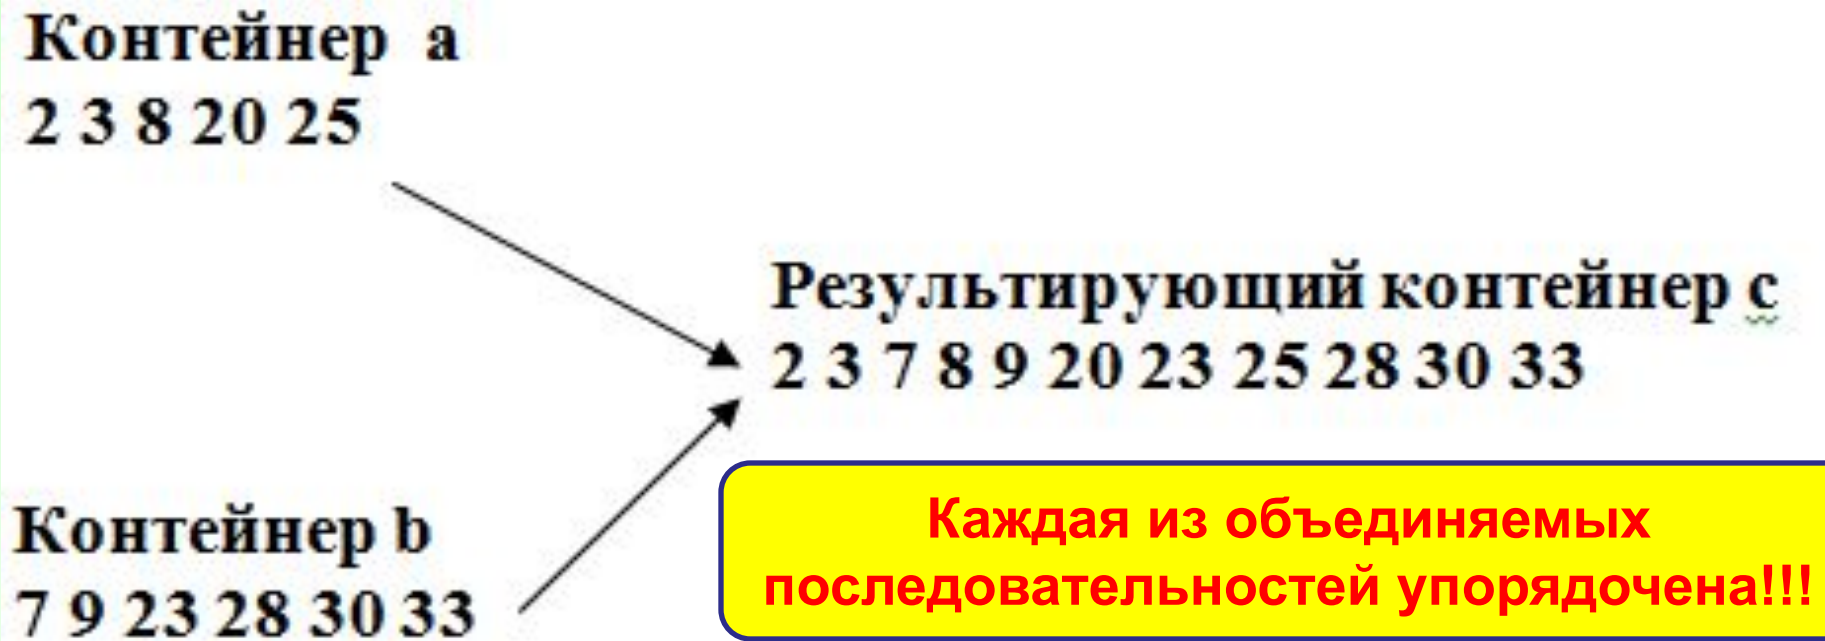 Контейнер a
2 3 8 20 25
Результирующий контейнер с
2 3 7 8 9 20 23 25 28 30 33
Контейнер b
7 9 23 28 30 33
Каждая из объединяемых
последовательностей упорядочена!!!